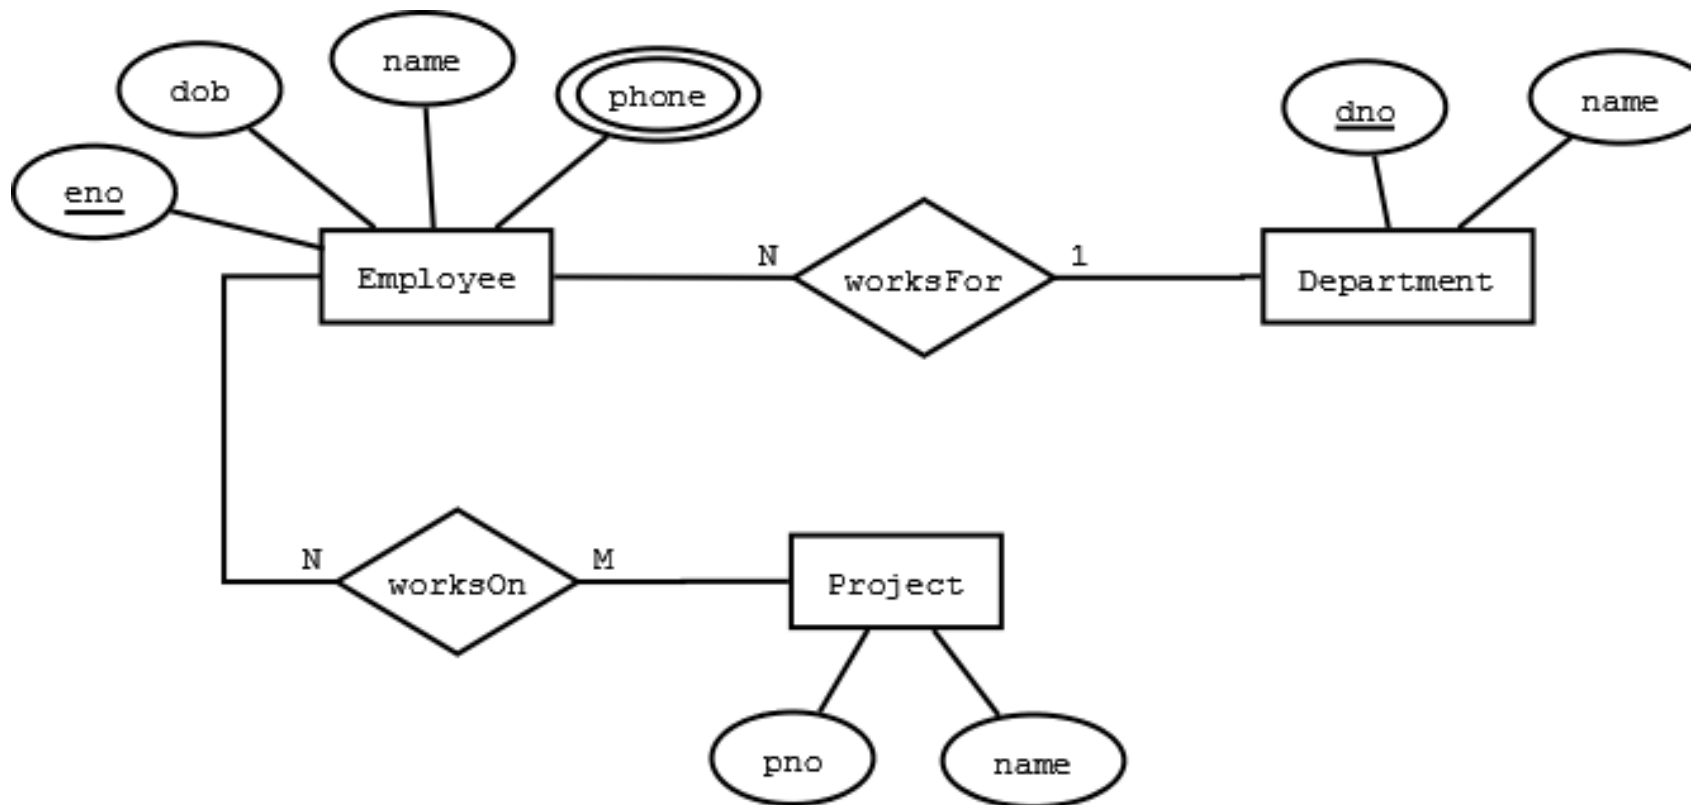 name
dob
phone
eno
dno
name
Employee
N
worksFor
1
Department
N
worksOn
M
Project
pno
name